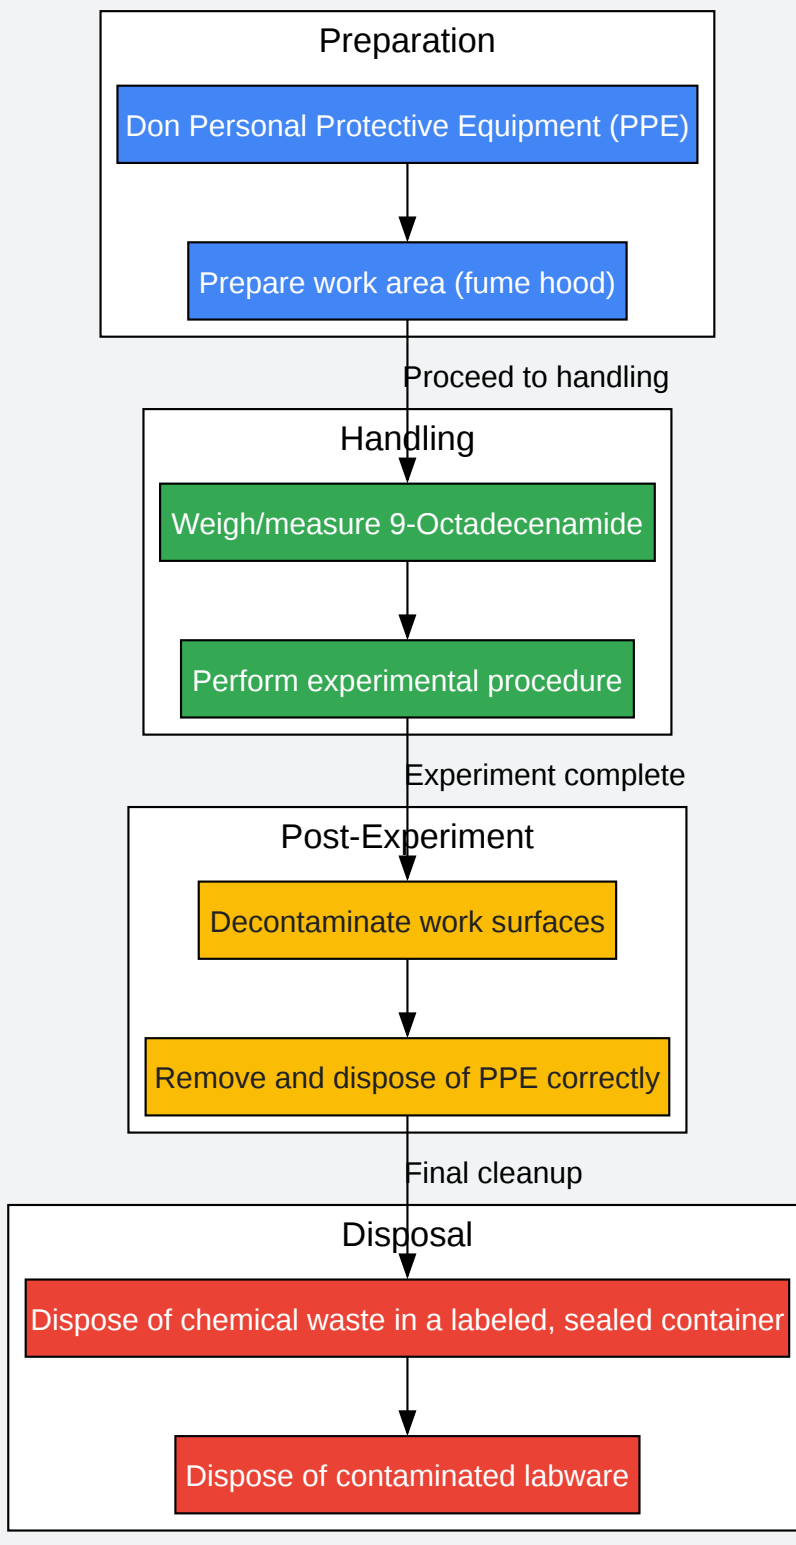 Preparation
Don Personal Protective Equipment (PPE)
Prepare work area (fume hood)
Proceed to handling
Handling
Weigh/measure 9-Octadecenamide
Perform experimental procedure
Experiment complete
Post-Experiment
Decontaminate work surfaces
Remove and dispose of PPE correctly
Final cleanup
Disposal
Dispose of chemical waste in a labeled, sealed container
Dispose of contaminated labware